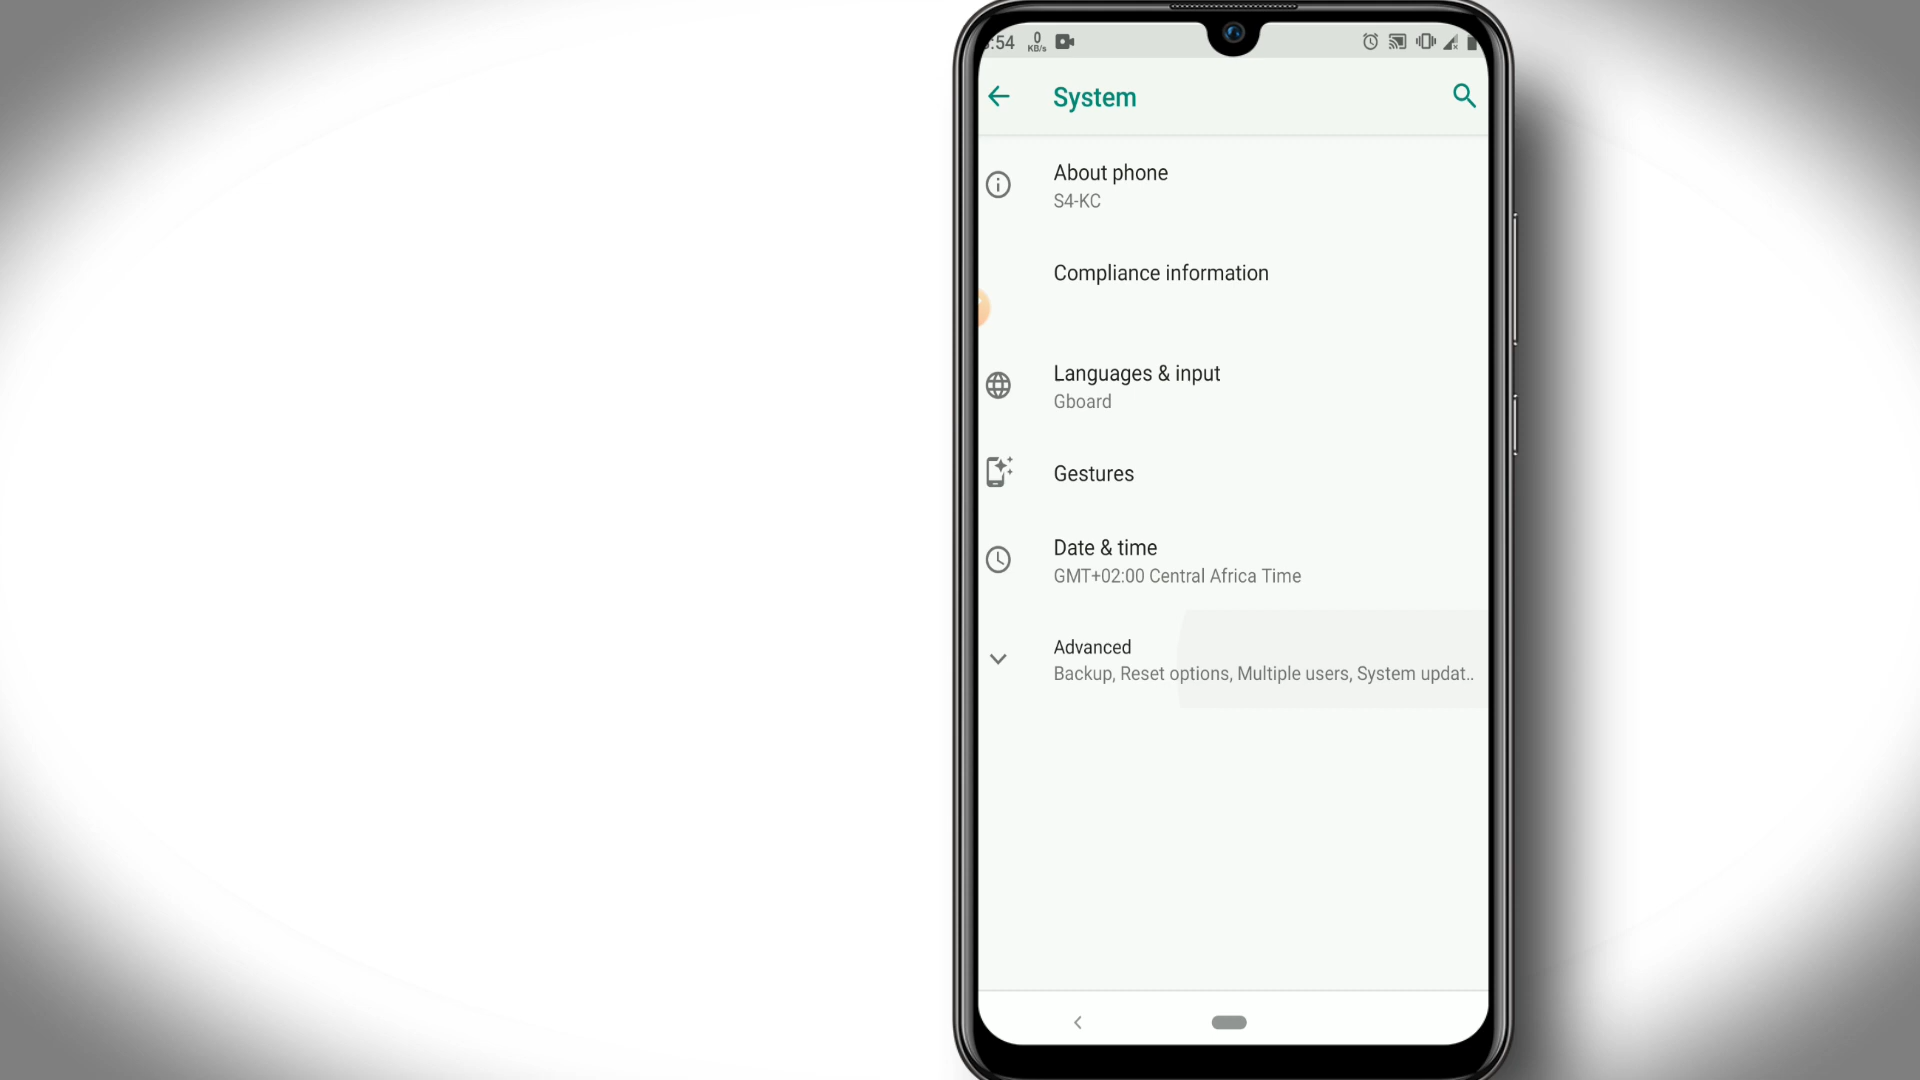 :54
0
KB/s
System
About phone
S4-KC
Compliance information
Languages & input
Gboard
Gestures
Date & time
GMT+02:00 Central Africa Time
Advanced
Backup, Reset options, Multiple users, System updat..